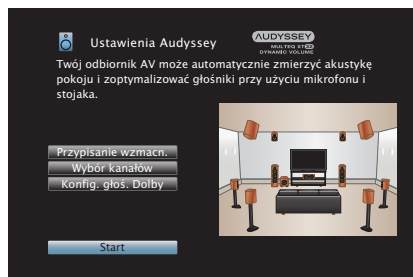 Ustawienia Audyssey
AUDYSSEY
MULTEQ XT32
DYNAMIC VOLUME
Twój odbiornik AV może automatycznie zmierzyć akustykę
pokoju i zoptymalizować głośniki przy użyciu mikrofonu i
stojaka.
Przypisanie wzmacn.
Wybór kanałów
Konfig. głoś. Dolby
Start